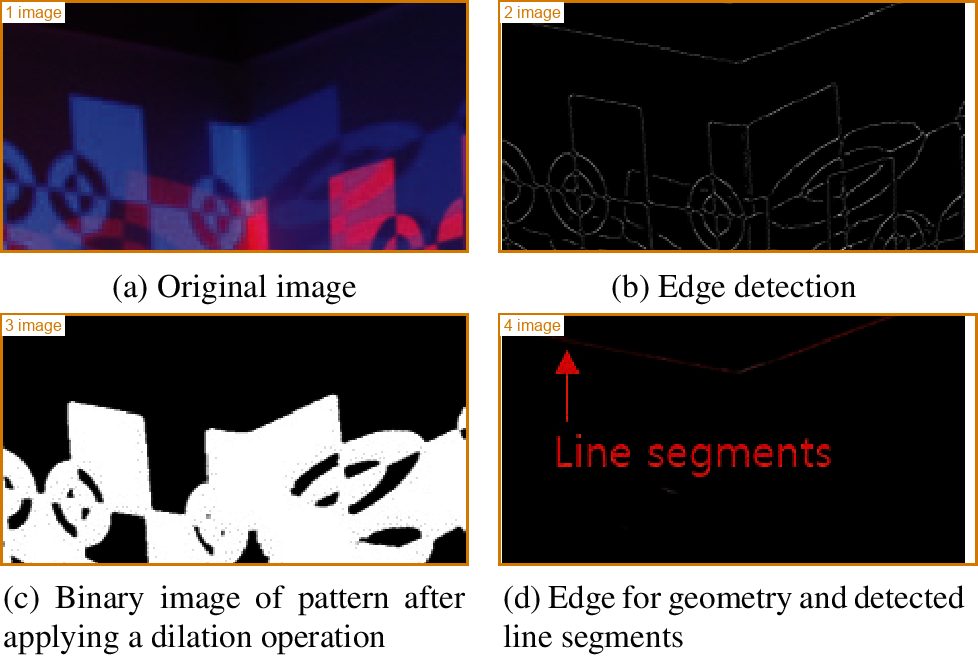 1 image
2 image
(a) Original image
(b) Edge detection
3 image
4 image
Line segments
(c) Binary image of pattern after
applying a dilation operation
(d) Edge for geometry and detected
line segments